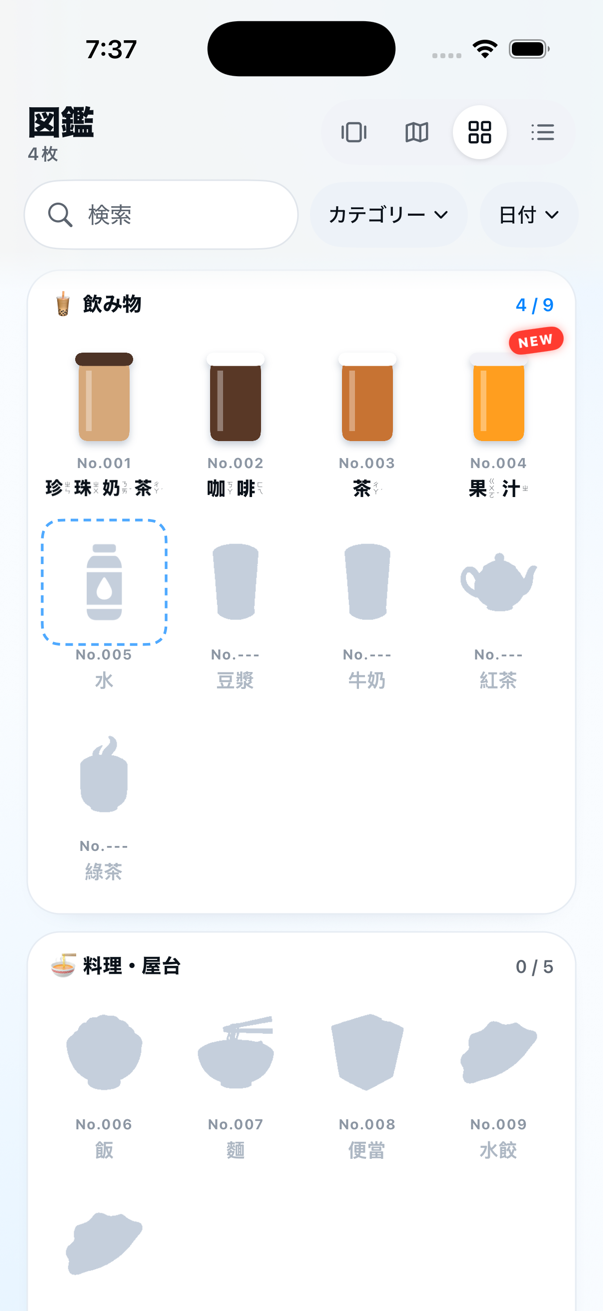 7:37
図鑑
4枚
検索
カテゴリー
日付
飲み物
4 / 9
NEW
No.001
No.002
No.003
No.004
珍珠奶茶
咖啡
茶
果汁
No.005
No.---
No.---
No.---
水
豆漿
牛奶
紅茶
No.---
綠茶
料理・屋台
0 / 5
No.006
No.007
No.008
No.009
飯
麵
便當
水餃